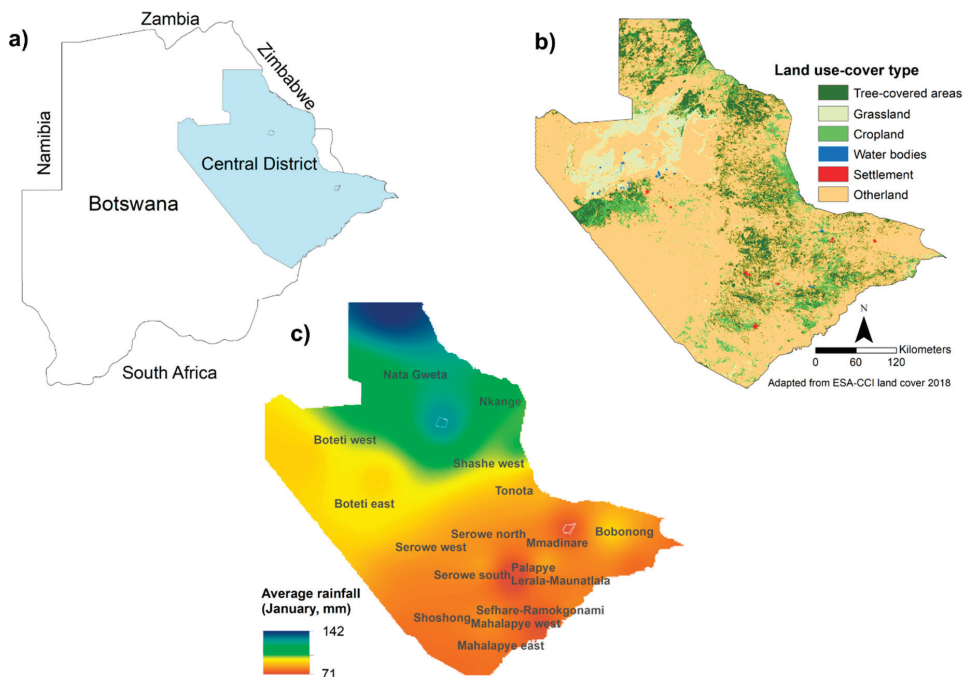 a)
Zambia
Zimbabwe
Namibia
Central District
Botswana
South Africa
b)
Land use-cover type
Tree-covered areas
Grassland
Cropland
Water bodies
Settlement
Otherland
N
Kilometers
0 60 120
Adapted from ESA-CCI land cover 2018
c)
Nata Gweta
Nkange
Boteti west
Shashe west
Tonota
Boteti east
Serowe north
Bobonong
Mmadinare
Serowe west
Palapye
Serowe south
Lerala-Maunatlala
Sefhare-Ramokgonami
Shoshong
Mahalapye west
Mahalapye east
Average rainfall
(January, mm)
142
71